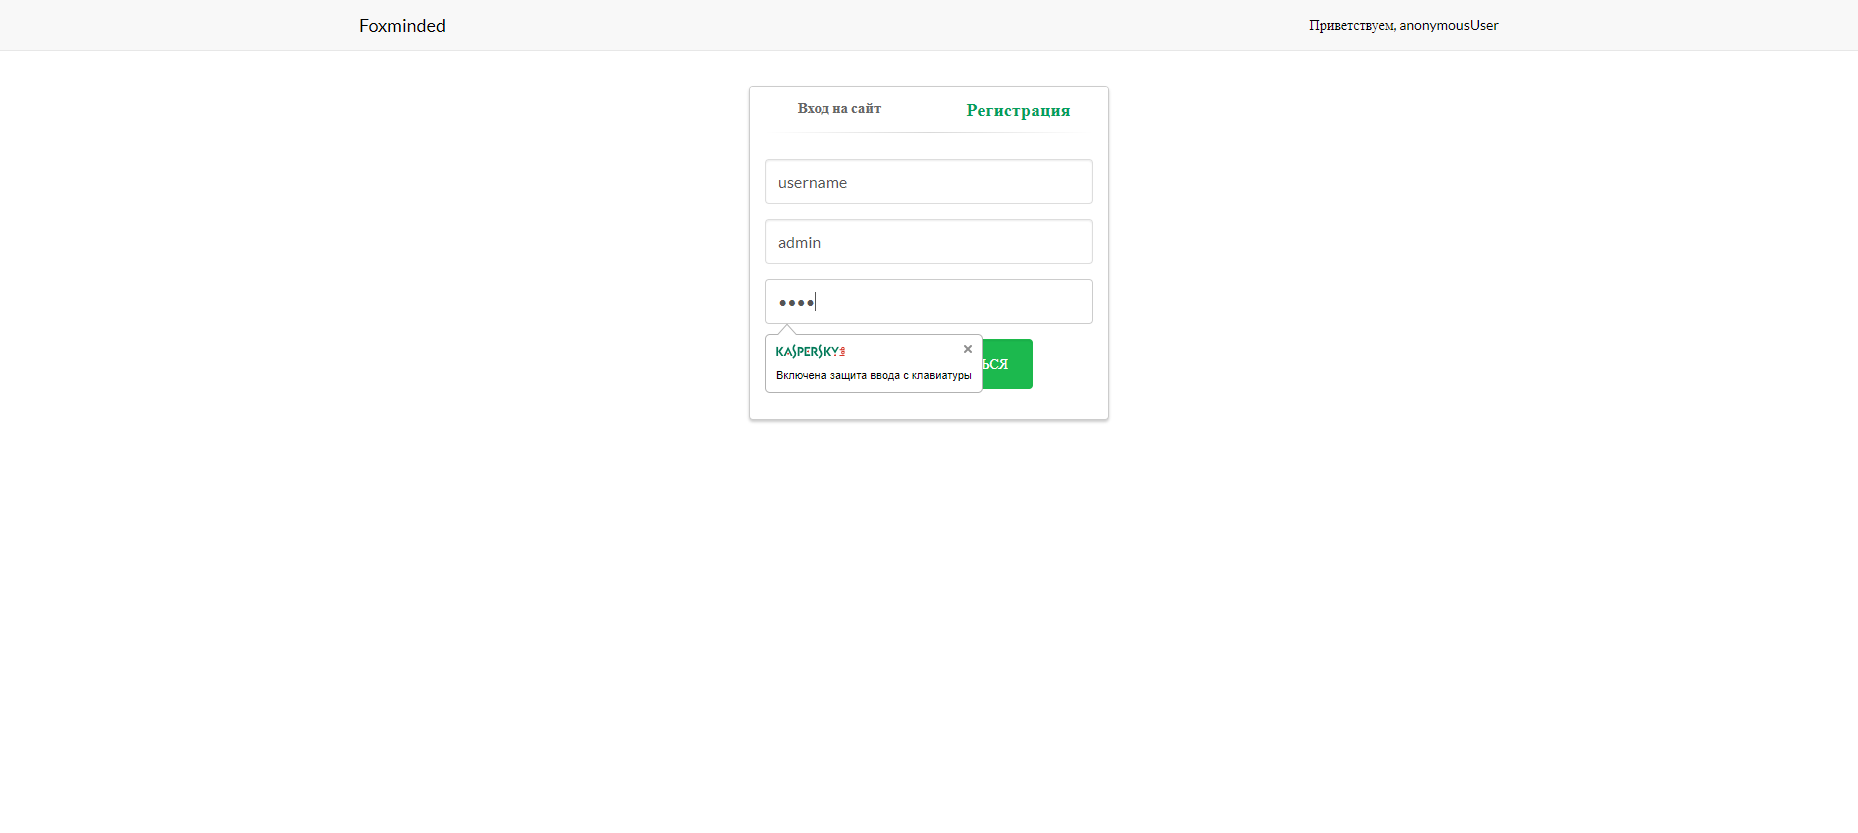 Foxminded
Приветствуем, anonymousUser
Вход на сайт
Регистрация
username
admin
••••
KASPERSKY
ЬСЯ
Включена защита ввода с клавиатуры